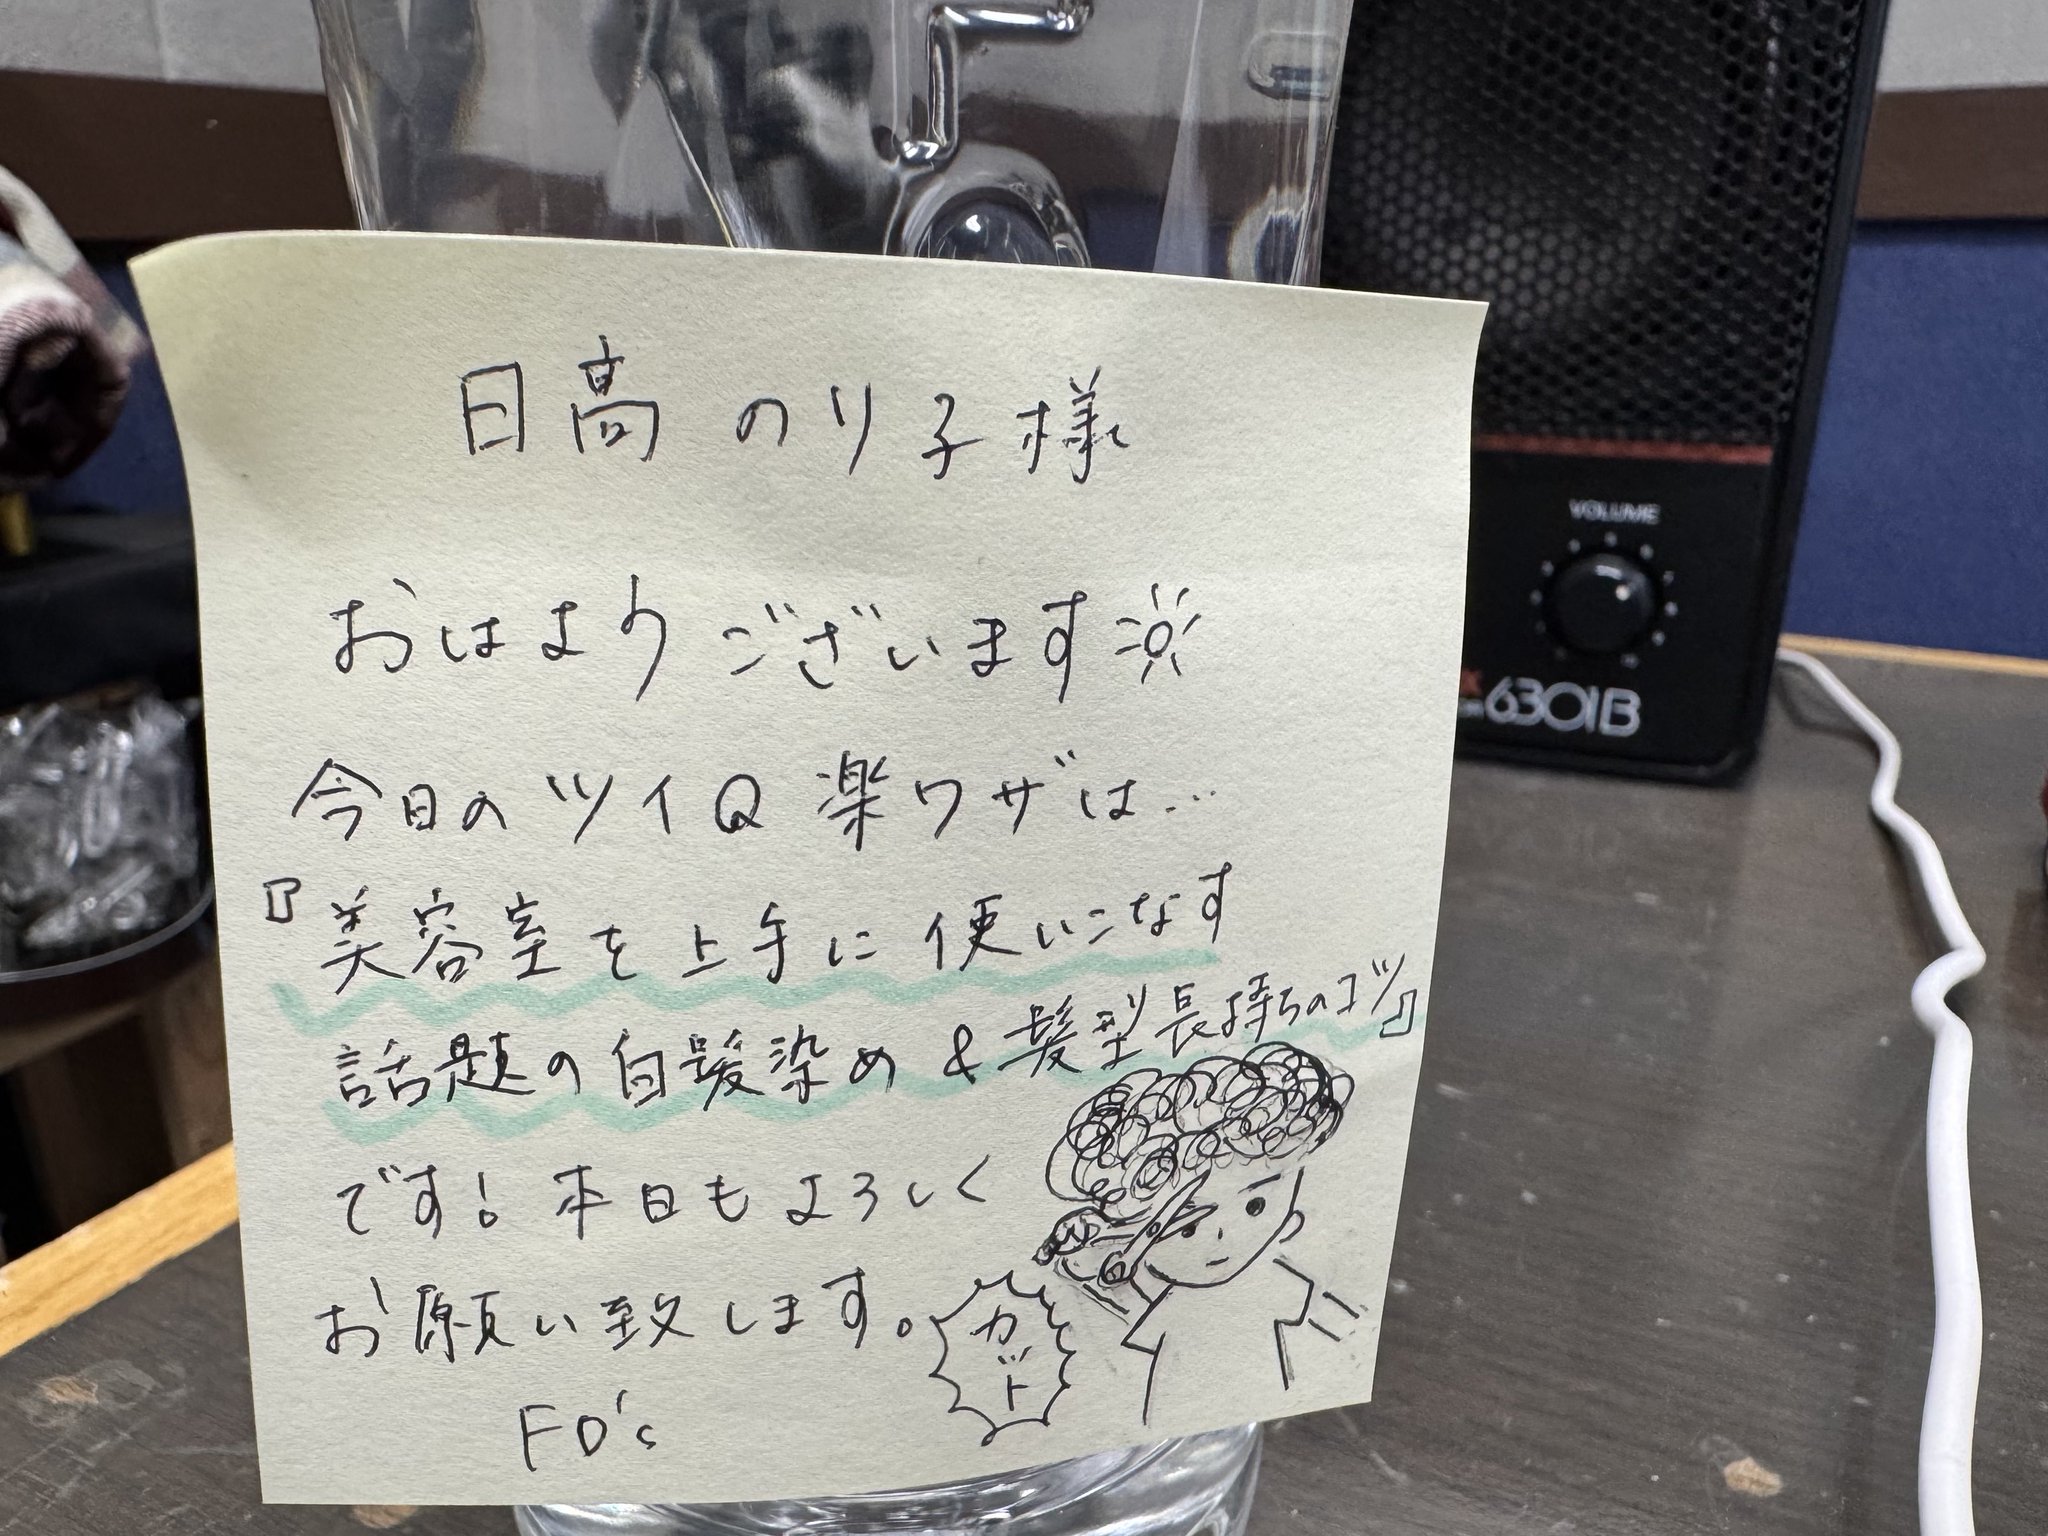 日髙のり子様
おはようございます
今日のツイQ楽ワザは…
『美容室を上手に使いこなす
話題の白髪染め&髪型長持ちのコツ』
です!本日もよろしく
お願い致します。
カット
FD's
VOLUME
6301B